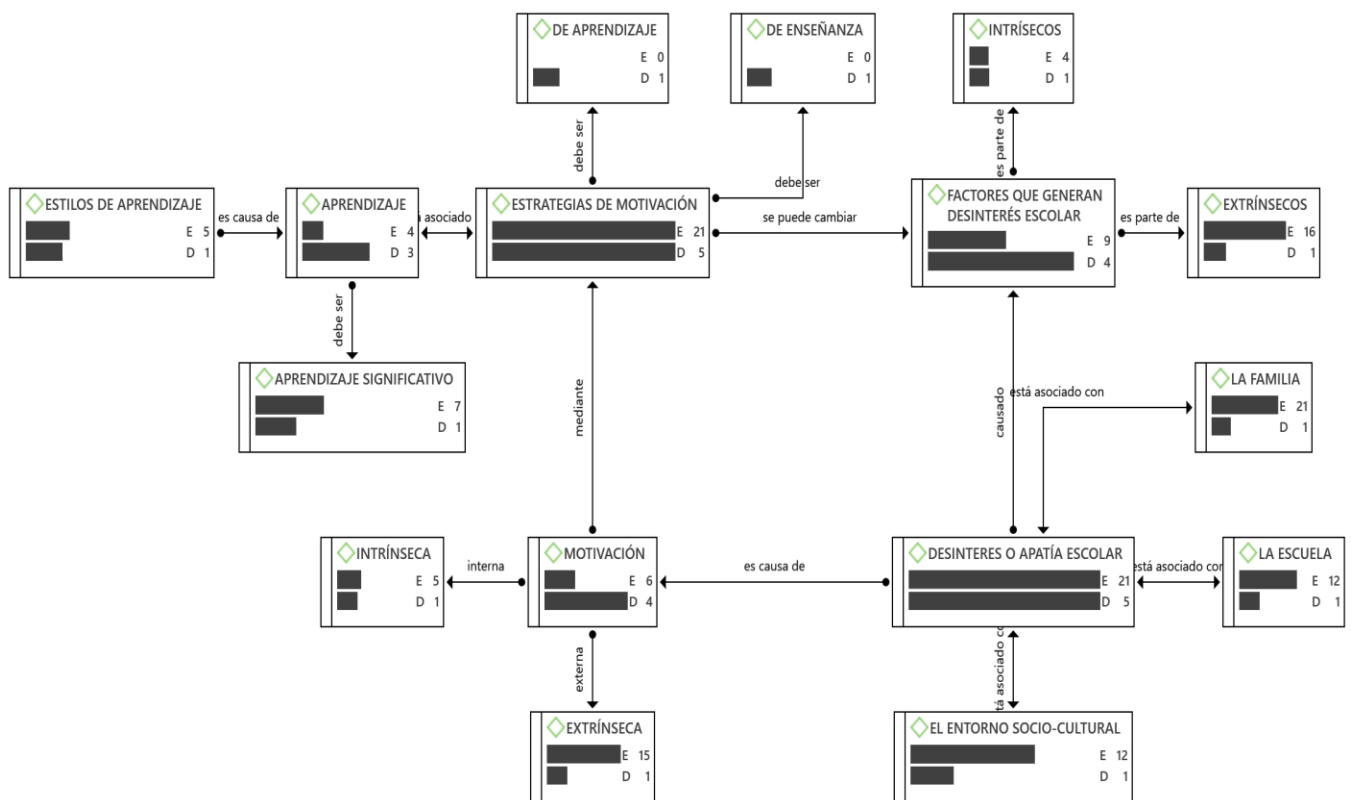 DE APRENDIZAJE
E 0
D 1
DE ENSEÑANZA
E 0
D 1
INTRÍSECOS
E 4
D 1
debe ser
debe ser
es parte de
ESTILOS DE APRENDIZAJE
E 5
D 1
es causa de
APRENDIZAJE
E 4
D 3
asociado
ESTRATEGIAS DE MOTIVACIÓN
E 21
D 5
se puede cambiar
FACTORES QUE GENERAN
DESINTERÉS ESCOLAR
E 9
D 4
es parte de
EXTRÍNSECOS
E 16
D 1
debe ser
APRENDIZAJE SIGNIFICATIVO
E 7
D 1
mediante
causado
está asociado con
LA FAMILIA
E 21
D 1
INTRÍNSECA
E 5
D 1
interna
MOTIVACIÓN
E 6
D 4
es causa de
DESINTERES O APATÍA ESCOLAR
E 21
D 5
está asociado con
LA ESCUELA
E 12
D 1
externa
tá asociado co
EXTRÍNSECA
E 15
D 1
EL ENTORNO SOCIO-CULTURAL
E 12
D 1